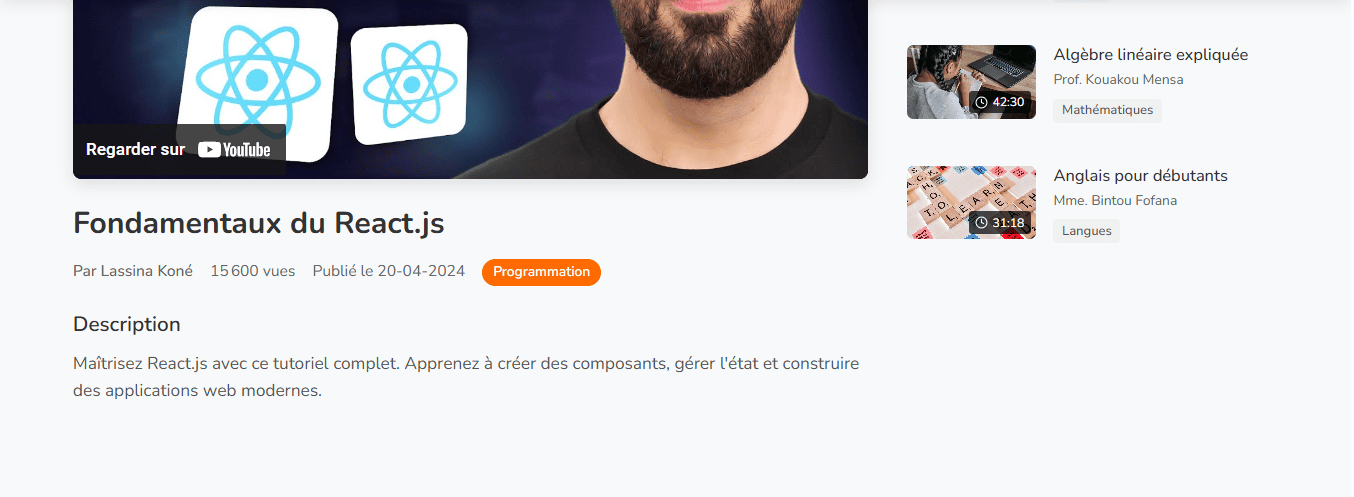 Regarder sur YouTube
Fondamentaux du React.js
Par Lassina Koné 15 600 vues Publié le 20-04-2024 Programmation
Description
Maîtrisez React.js avec ce tutoriel complet. Apprenez à créer des composants, gérer l'état et construire
des applications web modernes.
42:30
Algèbre linéaire expliquée
Prof. Kouakou Mensa
Mathématiques
31:18
Anglais pour débutants
Mme. Bintou Fofana
Langues
LEARN